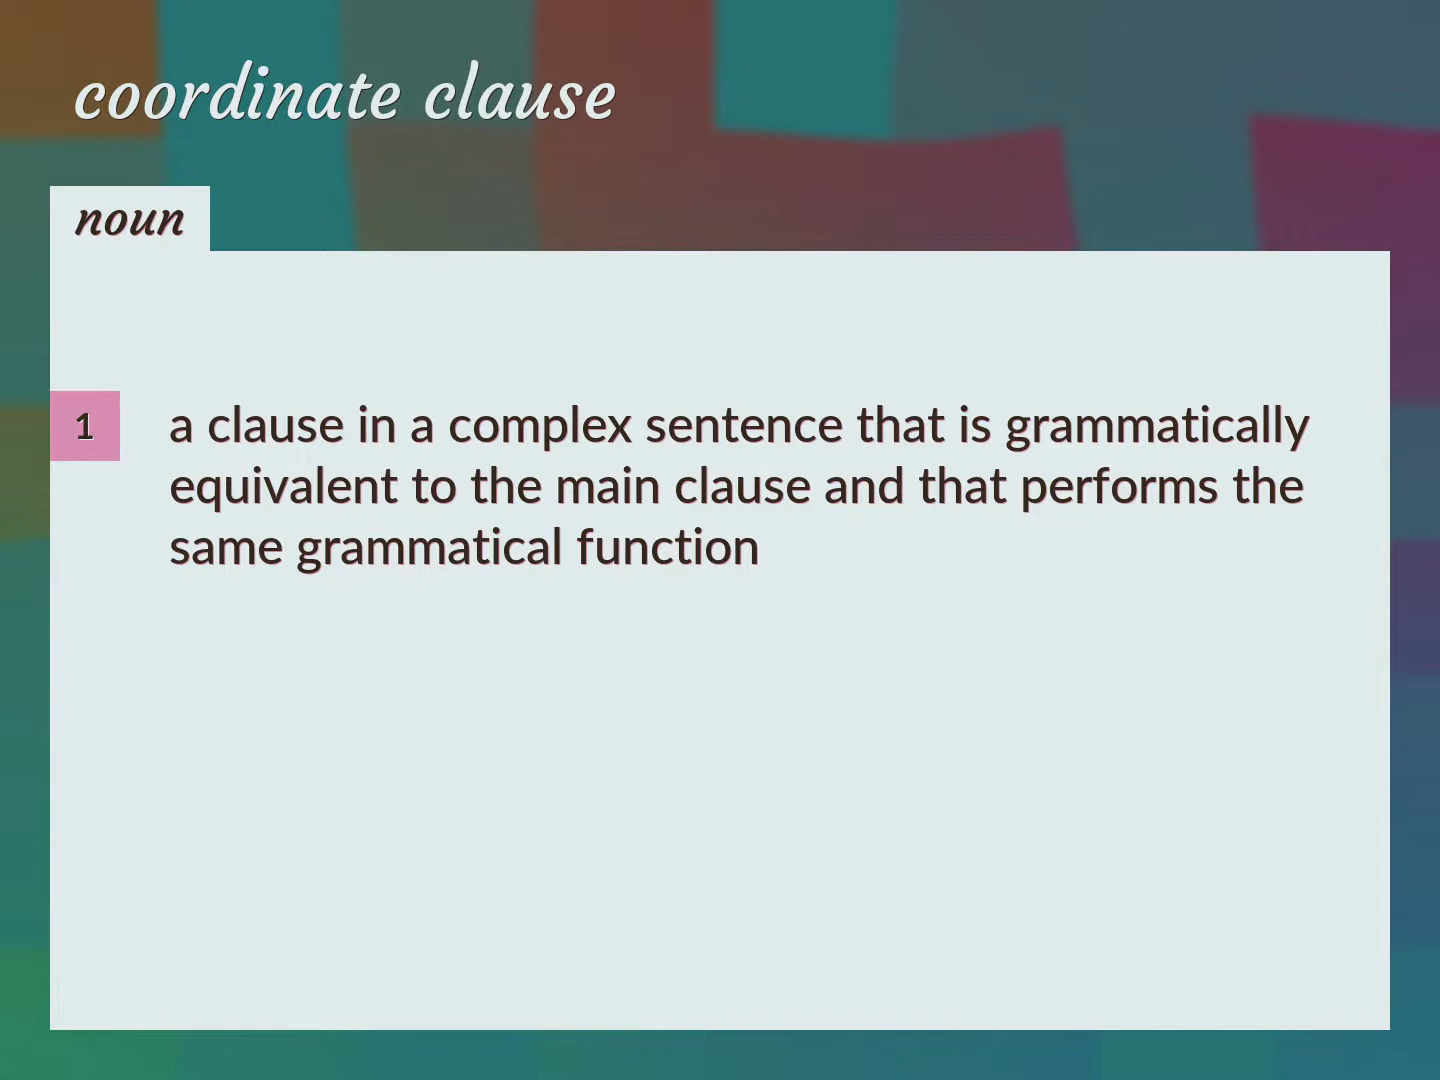 coordinate clause
noun
1
a clause in a complex sentence that is grammatically
equivalent to the main clause and that performs the
same grammatical function